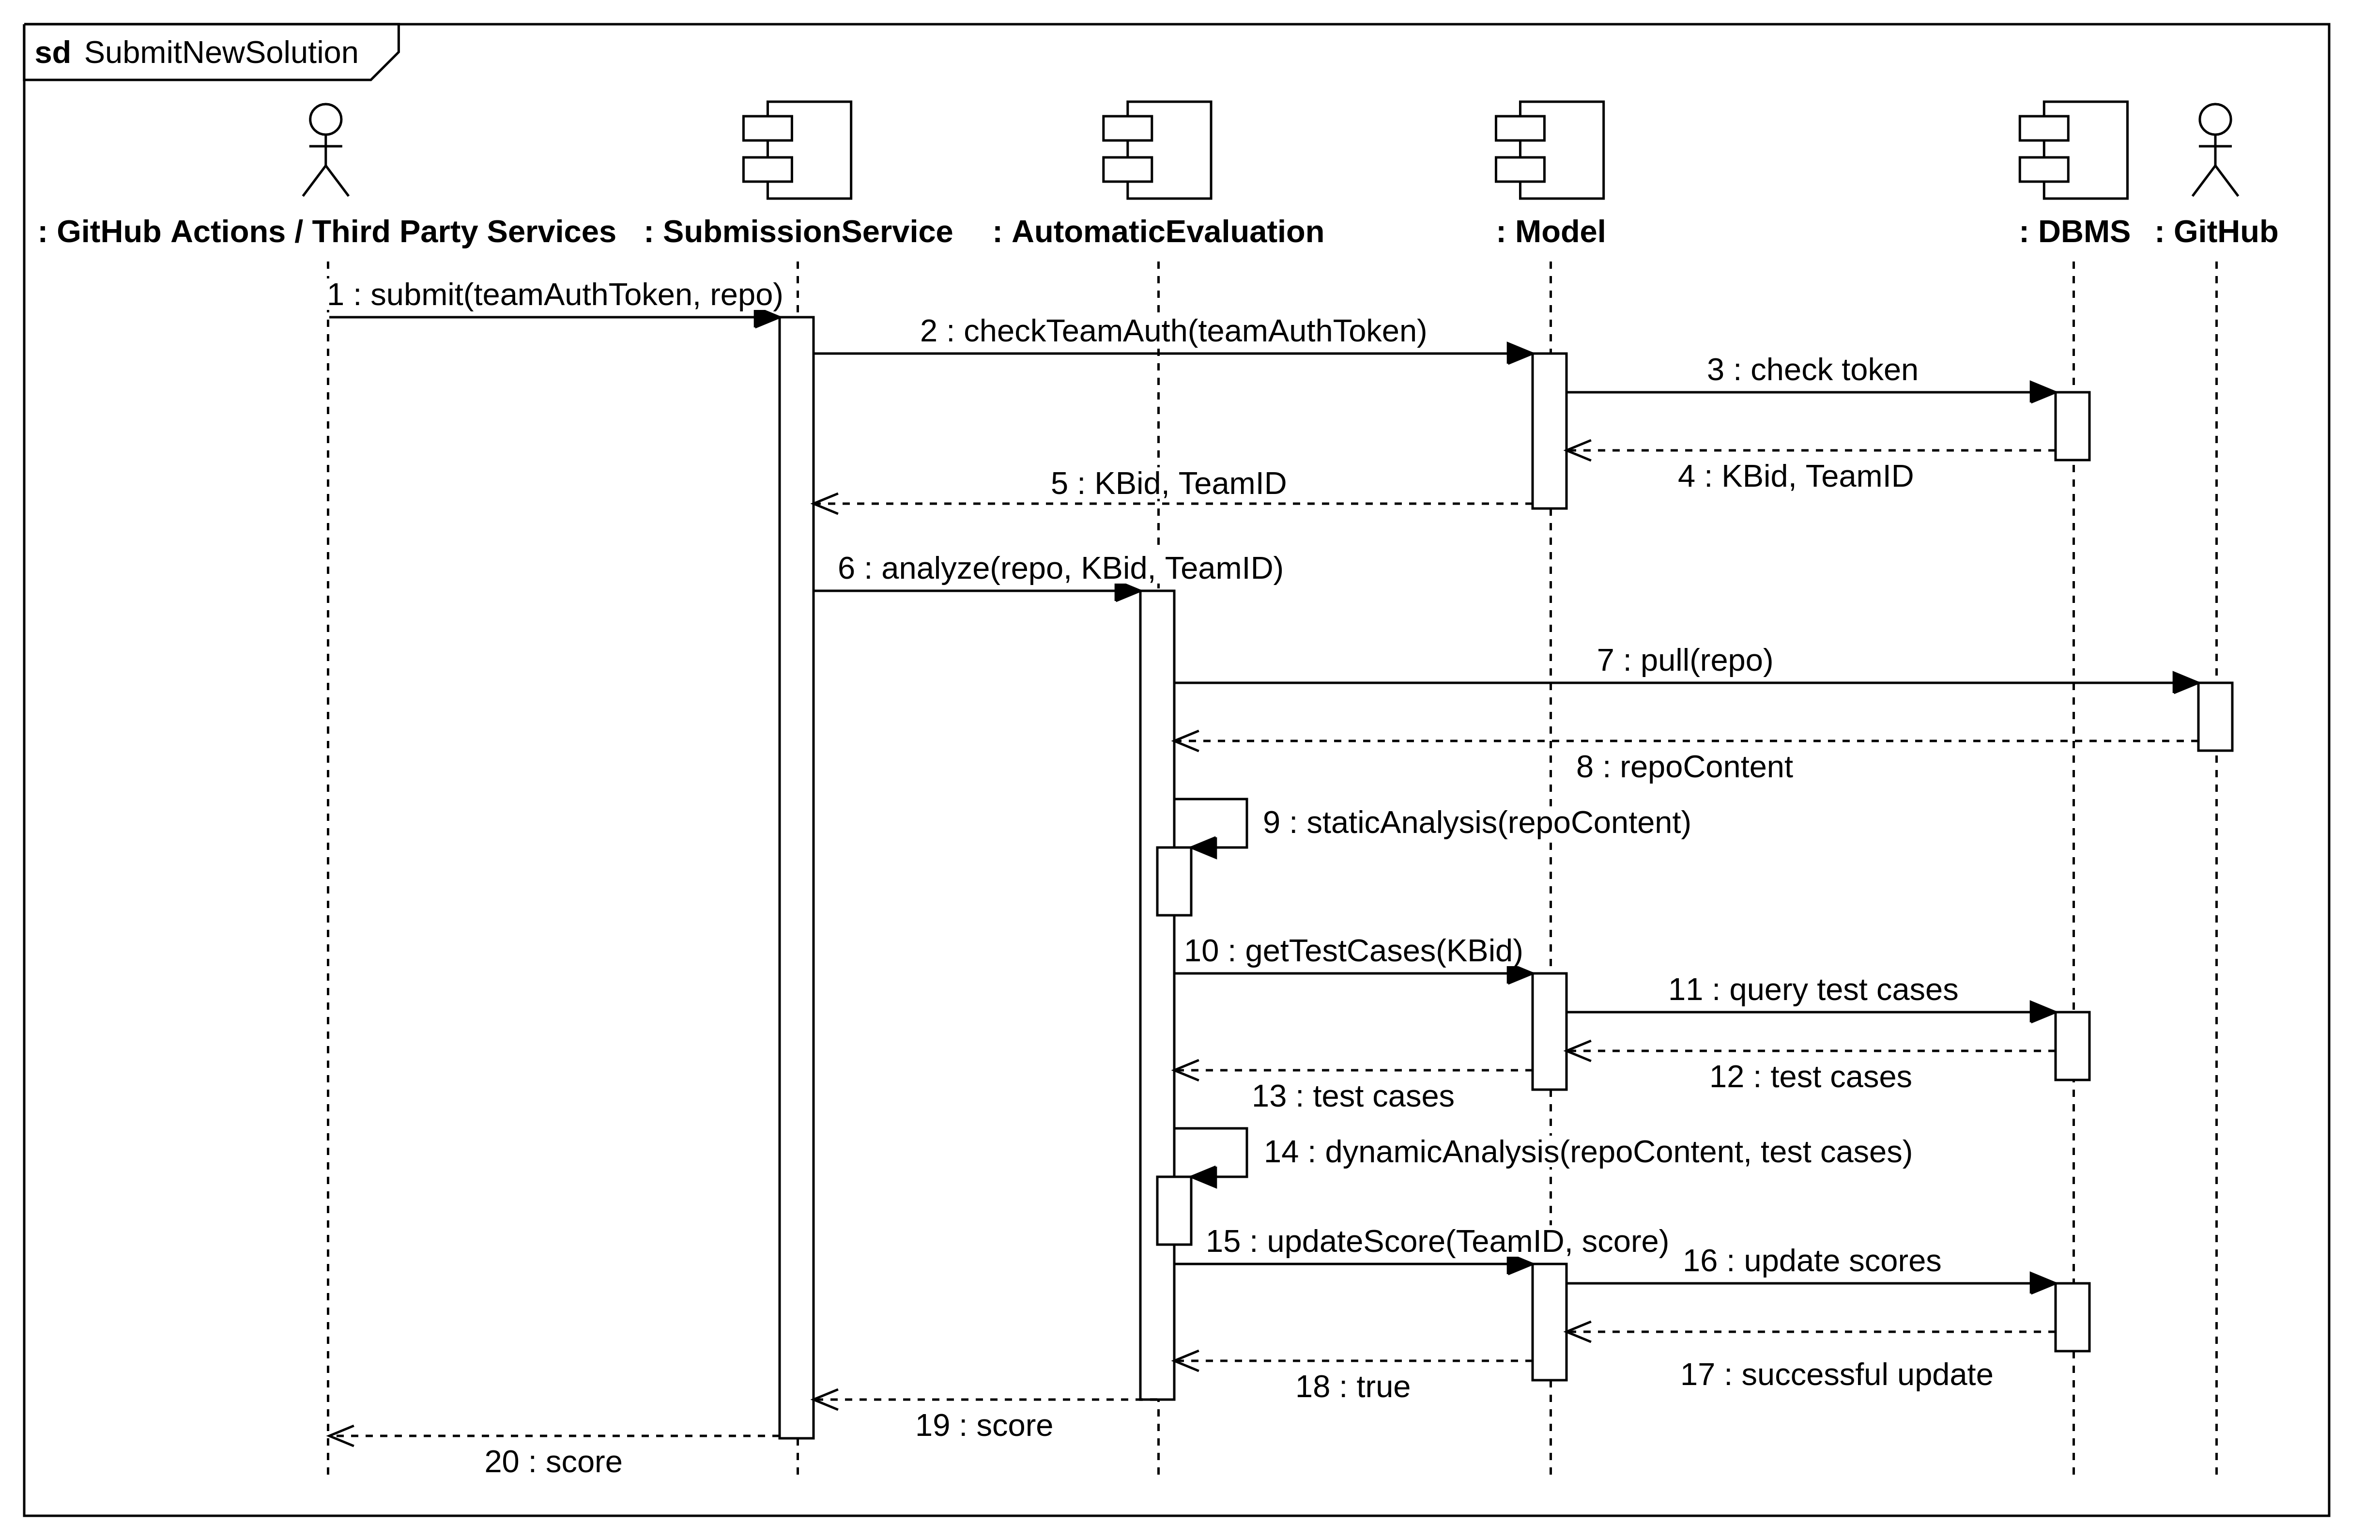 sd SubmitNewSolution
: GitHub Actions / Third Party Services
: SubmissionService
: AutomaticEvaluation
: Model
: DBMS
: GitHub
1 : submit(teamAuthToken, repo)
2 : checkTeamAuth(teamAuthToken)
3 : check token
4 : KBid, TeamID
5 : KBid, TeamID
6 : analyze(repo, KBid, TeamID)
7 : pull(repo)
8 : repoContent
9 : staticAnalysis(repoContent)
10 : getTestCases(KBid)
11 : query test cases
12 : test cases
13 : test cases
14 : dynamicAnalysis(repoContent, test cases)
15 : updateScore(TeamID, score)
16 : update scores
17 : successful update
18 : true
19 : score
20 : score